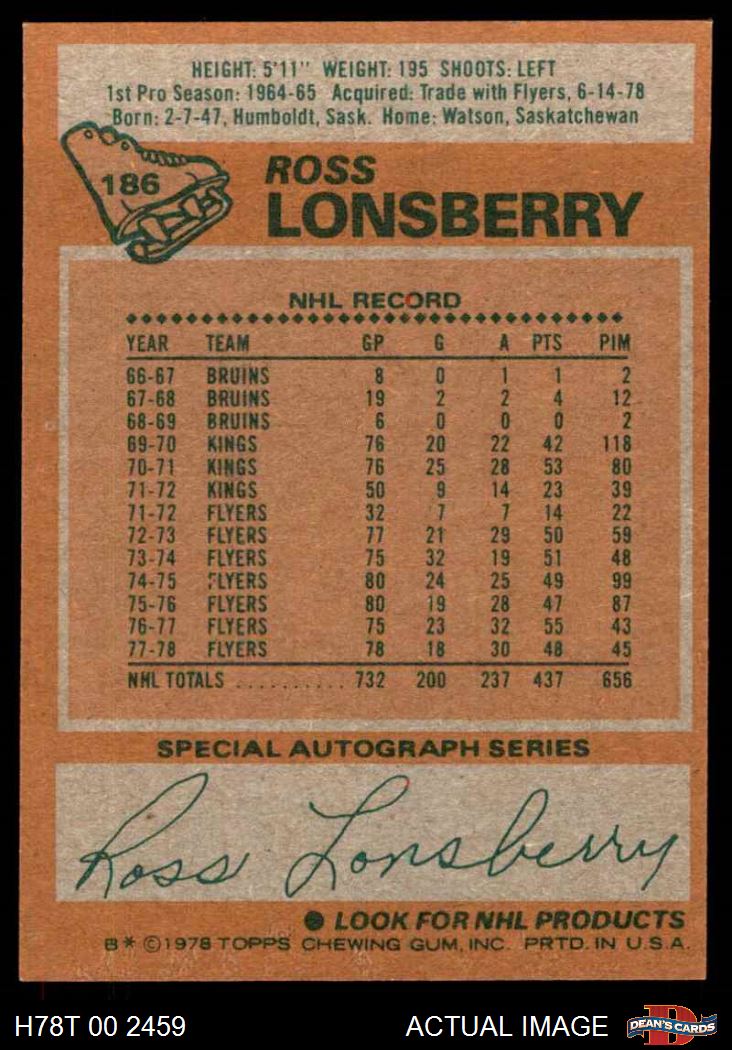 HEIGHT: 5'11" WEIGHT: 195 SHOOTS: LEFT
1st Pro Season: 1964-65 Acquired: Trade with Flyers, 6-14-78
Born: 2-7-47, Humboldt, Sask. Home: Watson, Saskatchewan
186
ROSS
LONSBERRY
NHL RECORD
YEAR TEAM GP G A PTS PIM
66-67 BRUINS 8 0 1 1 2
67-68 BRUINS 19 2 2 4 12
68-69 BRUINS 6 0 0 0 2
69-70 KINGS 76 20 22 42 118
70-71 KINGS 76 25 28 53 80
71-72 KINGS 50 9 14 23 39
71-72 FLYERS 32 7 7 14 22
72-73 FLYERS 77 21 29 50 59
73-74 FLYERS 75 32 19 51 48
74-75 FLYERS 80 24 25 49 99
75-76 FLYERS 80 19 28 47 87
76-77 FLYERS 75 23 32 55 43
77-78 FLYERS 78 18 30 48 45
NHL TOTALS .......... 732 200 237 437 656
SPECIAL AUTOGRAPH SERIES
Ross Lonsberry
● LOOK FOR NHL PRODUCTS
B* ©1978 TOPPS CHEWING GUM, INC. PRTD. IN U.S.A.
H78T 00 2459 ACTUAL IMAGE DEAN'S CARDS